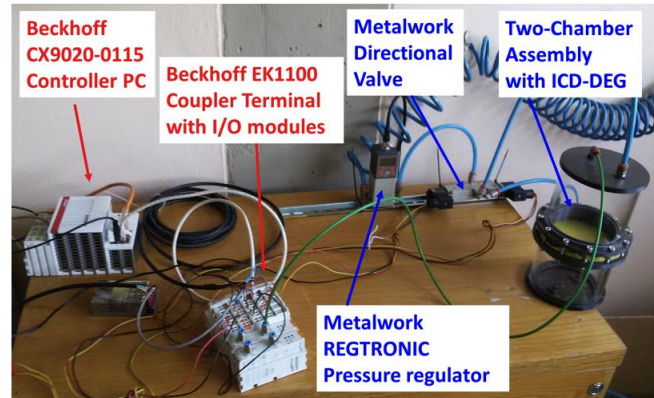 Beckhoff
CX9020-0115
Controller PC
Beckhoff EK1100
Coupler Terminal
with I/O modules
Metalwork
Directional
Valve
Two-Chamber
Assembly
with ICD-DEG
Metalwork
REGTRONIC
Pressure regulator